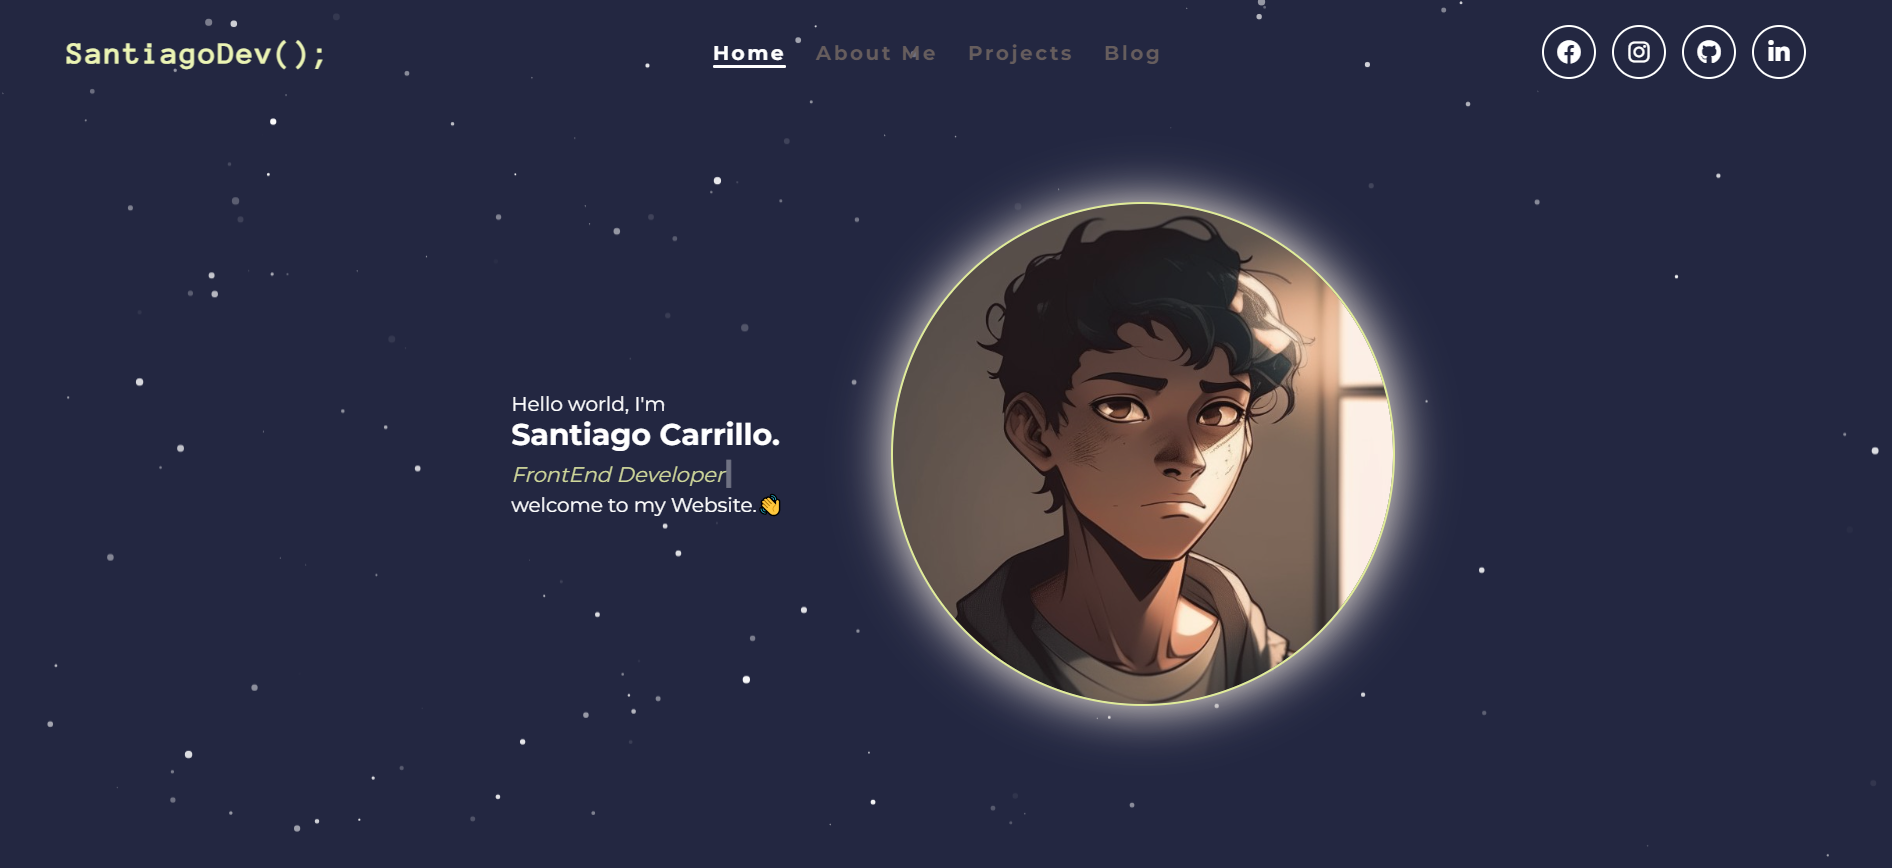 SantiagoDev();
Home About Me Projects Blog
Hello world, I'm
Santiago Carrillo.
FrontEnd Developer
welcome to my Website.👋